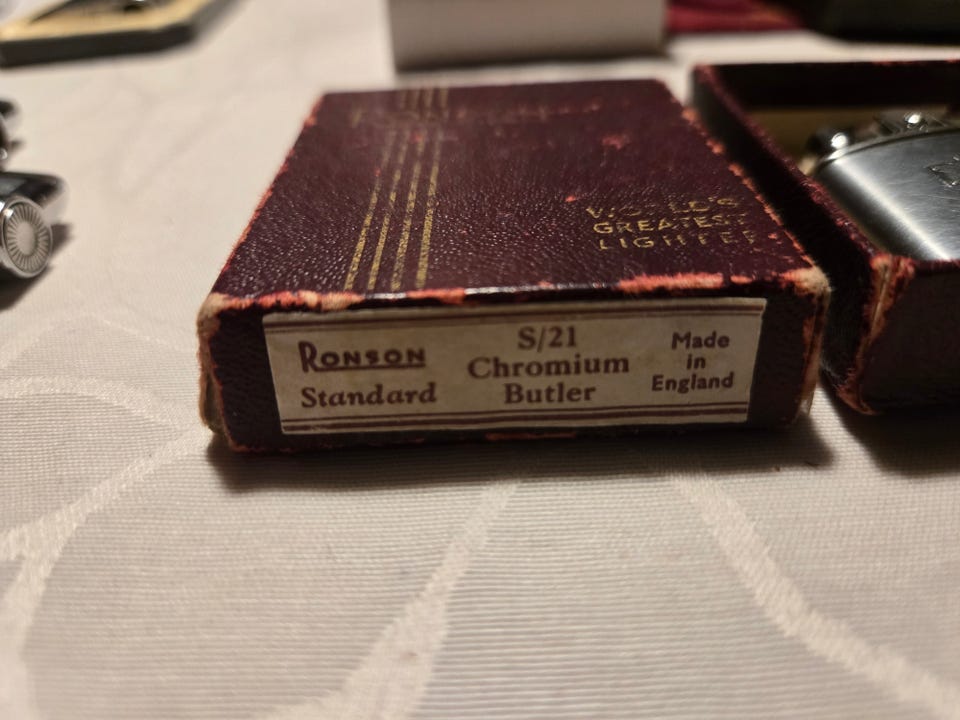 WORLD'S
GREATEST
LIGHTER
RONSON
Standard
S/21
Chromium
Butler
Made
in
England